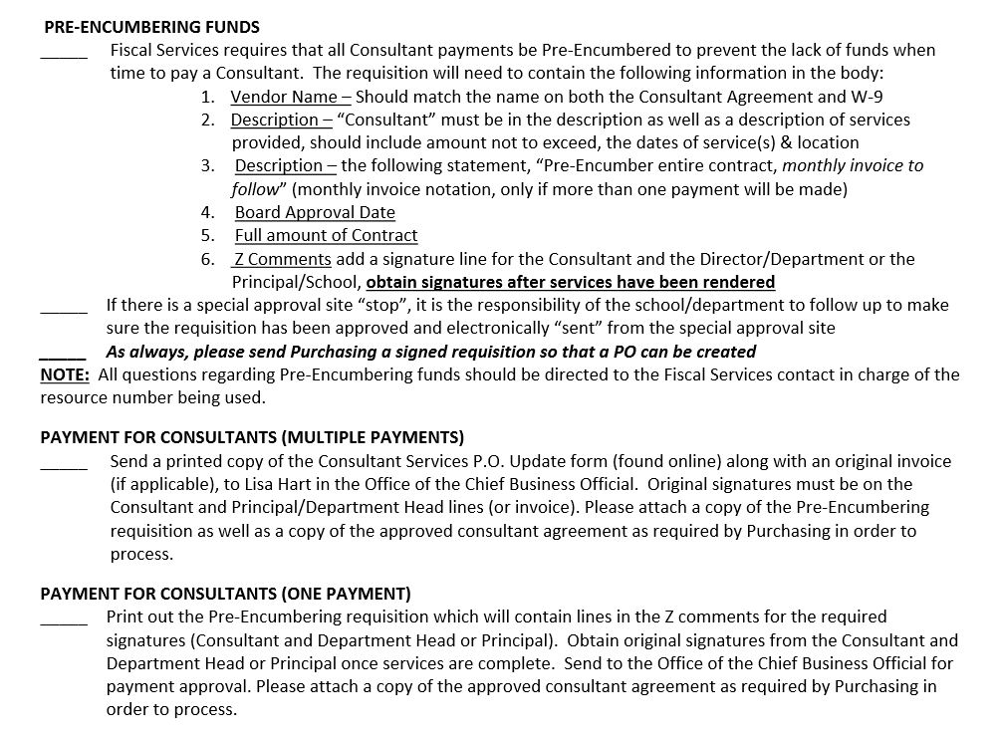 PRE-ENCUMBERING FUNDS
_____ Fiscal Services requires that all Consultant payments be Pre-Encumbered to prevent the lack of funds when
time to pay a Consultant. The requisition will need to contain the following information in the body:
1. Vendor Name – Should match the name on both the Consultant Agreement and W-9
2. Description – “Consultant” must be in the description as well as a description of services
provided, should include amount not to exceed, the dates of service(s) & location
3. Description – the following statement, “Pre-Encumber entire contract, monthly invoice to
follow” (monthly invoice notation, only if more than one payment will be made)
4. Board Approval Date
5. Full amount of Contract
6. Z Comments add a signature line for the Consultant and the Director/Department or the
Principal/School, obtain signatures after services have been rendered
_____ If there is a special approval site “stop”, it is the responsibility of the school/department to follow up to make
sure the requisition has been approved and electronically “sent” from the special approval site
_____ As always, please send Purchasing a signed requisition so that a PO can be created
NOTE: All questions regarding Pre-Encumbering funds should be directed to the Fiscal Services contact in charge of the
resource number being used.
PAYMENT FOR CONSULTANTS (MULTIPLE PAYMENTS)
_____ Send a printed copy of the Consultant Services P.O. Update form (found online) along with an original invoice
(if applicable), to Lisa Hart in the Office of the Chief Business Official. Original signatures must be on the
Consultant and Principal/Department Head lines (or invoice). Please attach a copy of the Pre-Encumbering
requisition as well as a copy of the approved consultant agreement as required by Purchasing in order to
process.
PAYMENT FOR CONSULTANTS (ONE PAYMENT)
_____ Print out the Pre-Encumbering requisition which will contain lines in the Z comments for the required
signatures (Consultant and Department Head or Principal). Obtain original signatures from the Consultant and
Department Head or Principal once services are complete. Send to the Office of the Chief Business Official for
payment approval. Please attach a copy of the approved consultant agreement as required by Purchasing in
order to process.